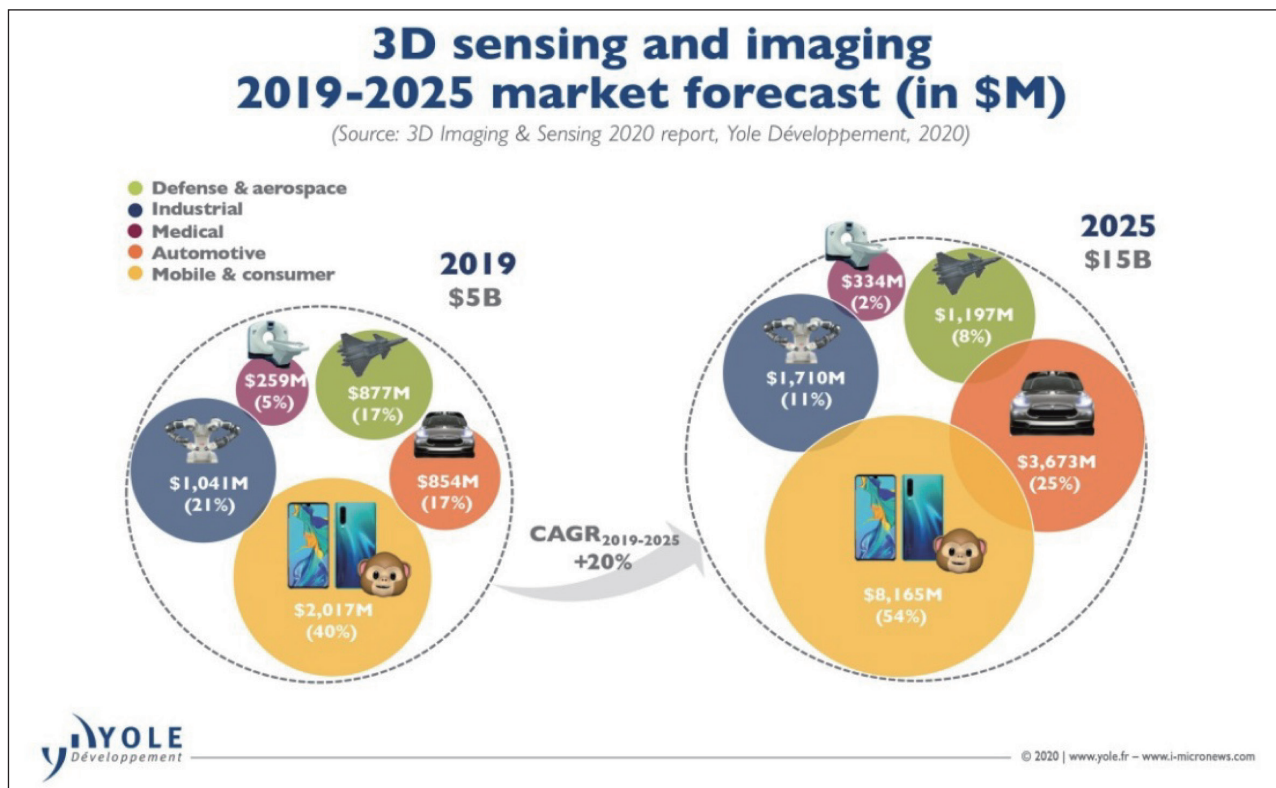 3D sensing and imaging
2019-2025 market forecast (in $M)
(Source: 3D Imaging & Sensing 2020 report, Yole Développement, 2020)
Defense & aerospace
Industrial
Medical
Automotive
Mobile & consumer
2019
$5B
$259M
(5%)
$877M
(17%)
$1,041M
(21%)
$854M
(17%)
$2,017M
(40%)
CAGR2019-2025
+20%
2025
$15B
$334M
(2%)
$1,197M
(8%)
$1,710M
(11%)
$3,673M
(25%)
$8,165M
(54%)
YOLE
Développement
© 2020 | www.yole.fr – www.i-micronews.com